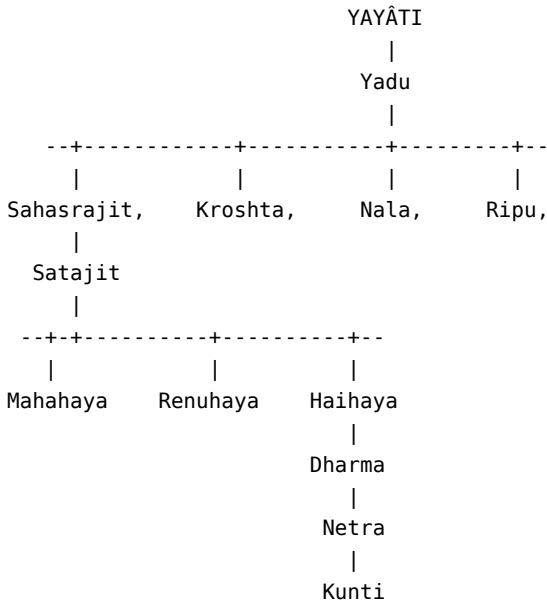 YAYÂTI
Yadu
Sahasrajit, Kroshta, Nala, Ripu,
Satajit
Mahahaya Renuhaya Haihaya
Dharma
Netra
Kunti